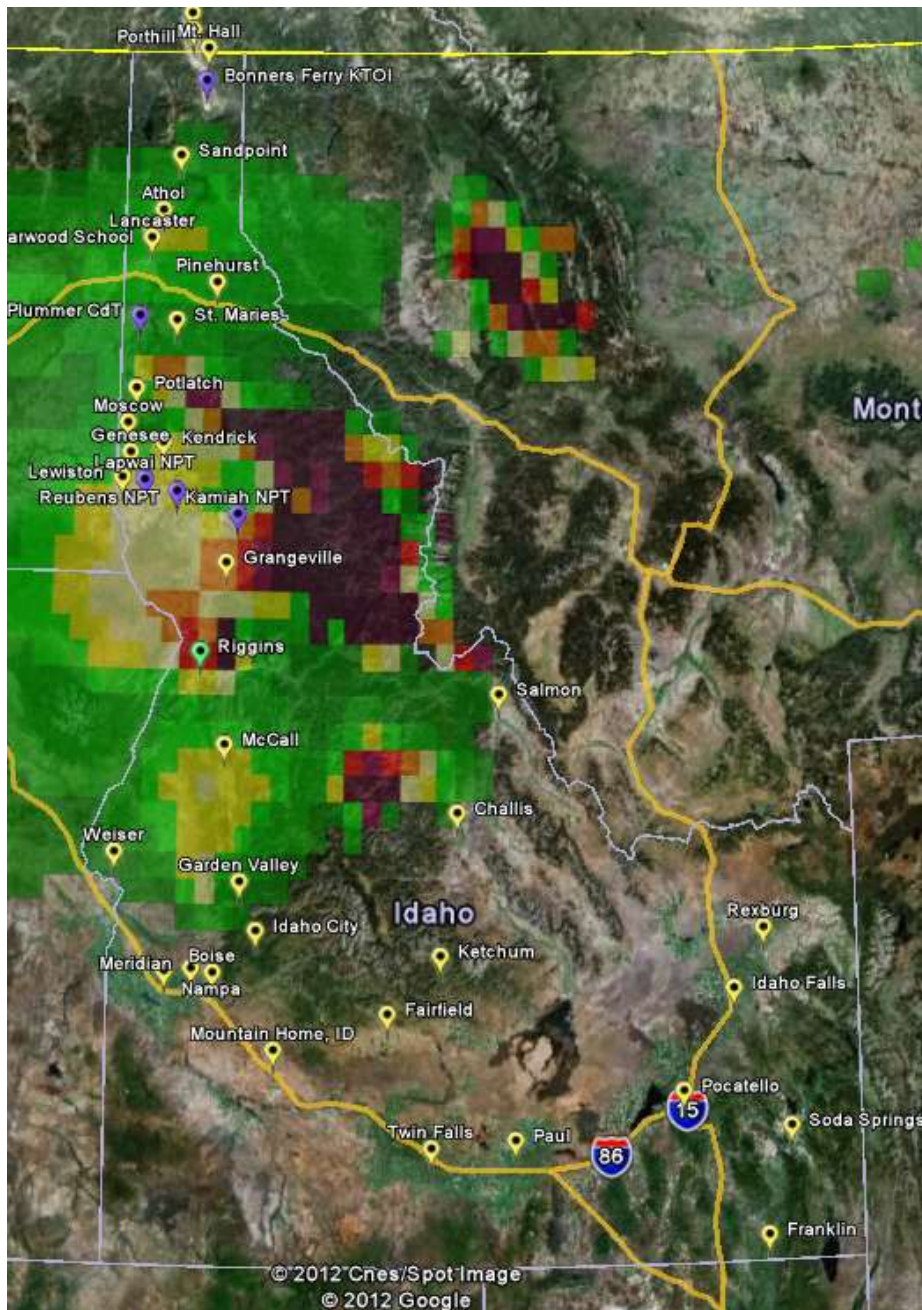 Porthill
Mt. Hall
Bonners Ferry KTOI
Sandpoint
Athol
Lancaster
arwood School
Pinehurst
Plummer CdT
St. Maries
Potlatch
Moscow
Genesee
Kendrick
Lapwai NPT
Lewiston
Reubens NPT
Kamiah NPT
Grangeville
Mont
Riggins
Salmon
McCall
Challis
Weiser
Garden Valley
Idaho
Rexburg
Idaho City
Ketchum
Boise
Meridian
Nampa
Idaho Falls
Fairfield
Mountain Home, ID
Pocatello
15
Soda Springs
Twin Falls
Paul
86
Franklin
© 2012 Cnes/Spot Image
© 2012 Google